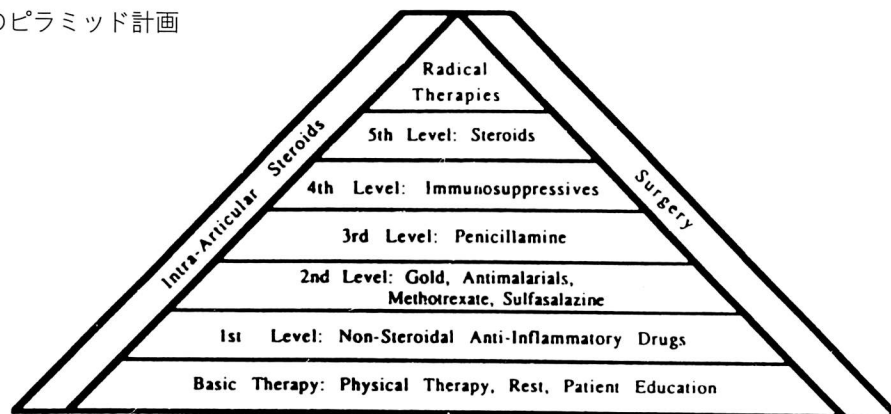 のピラミッド計画
Radical
Therapies
5th Level: Steroids
4th Level: Immunosuppressives
3rd Level: Penicillamine
2nd Level: Gold, Antimalarials,
Methotrexate, Sulfasalazine
1st Level: Non-Steroidal Anti-Inflammatory Drugs
Basic Therapy: Physical Therapy, Rest, Patient Education
Intra-Articular Steroids
Surgery